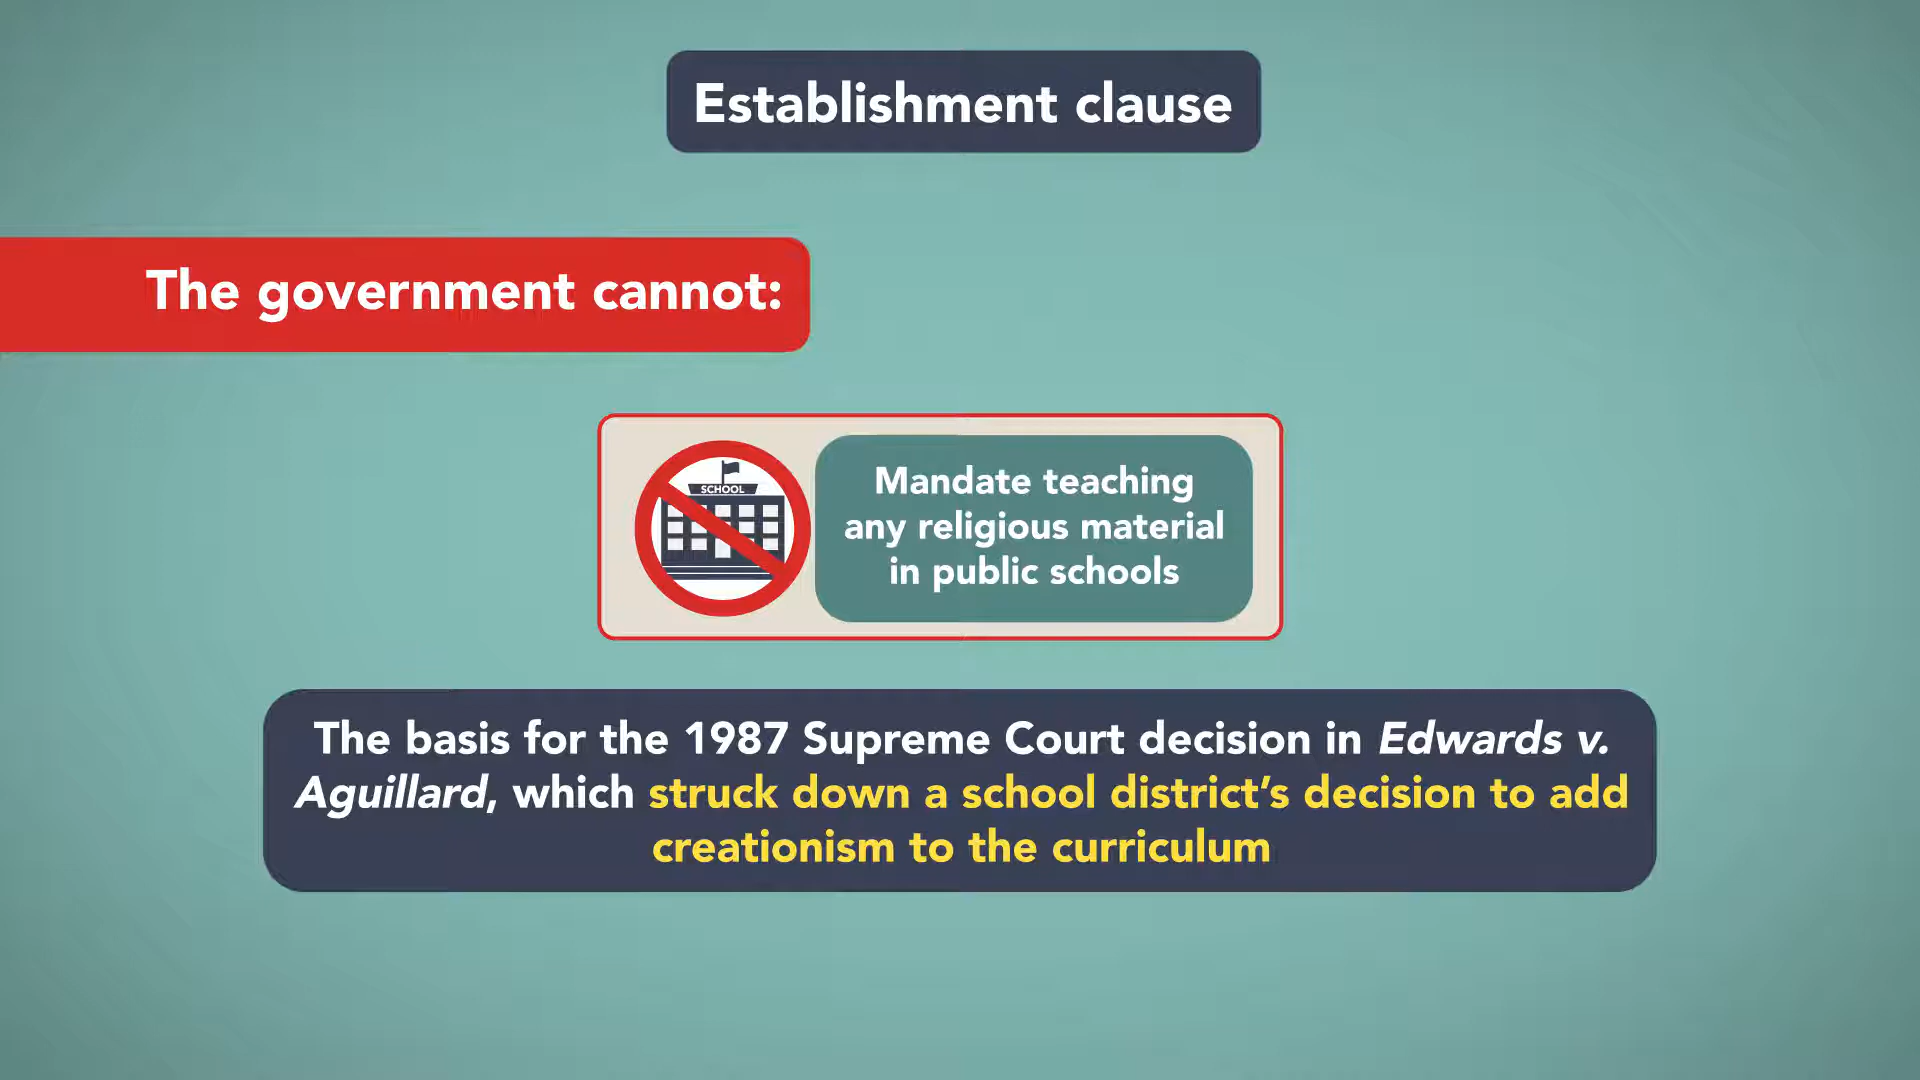 Establishment clause
The government cannot:
SCHOOL
Mandate teaching
any religious material
in public schools
The basis for the 1987 Supreme Court decision in Edwards v.
Aguillard, which struck down a school district’s decision to add
creationism to the curriculum